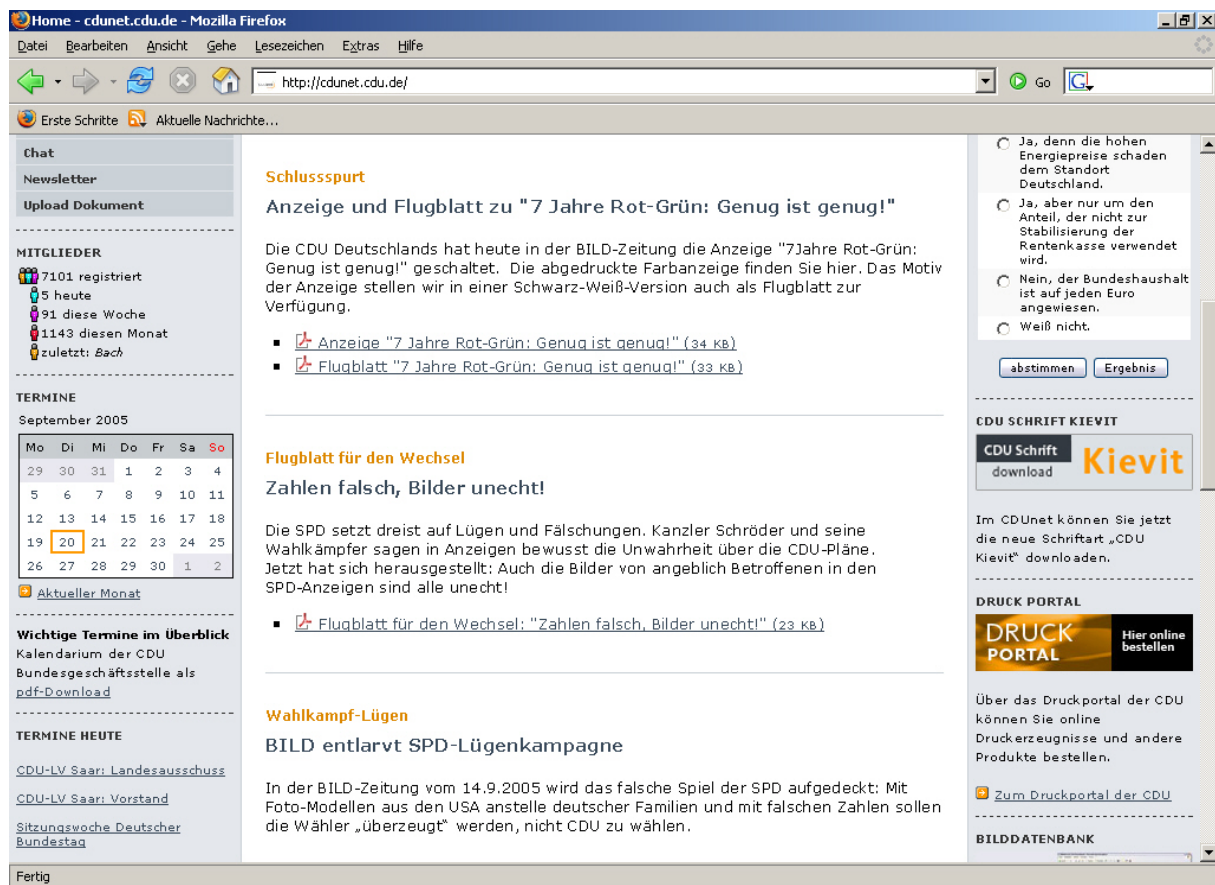 Home - cdunet.cdu.de - Mozilla Firefox
Datei Bearbeiten Ansicht Gehe Lesezeichen Extras Hilfe
http://cdunet.cdu.de/
Go
G
Erste Schritte Aktuelle Nachrichte...
Chat
Newsletter
Upload Dokument
MITGLIEDER
7101 registriert
5 heute
91 diese Woche
1143 diesen Monat
zuletzt: Bach
TERMINE
September 2005
Mo Di Mi Do Fr Sa So
29 30 31 1 2 3 4
5 6 7 8 9 10 11
12 13 14 15 16 17 18
19 20 21 22 23 24 25
26 27 28 29 30 1 2
Aktueller Monat
Wichtige Termine im Überblick
Kalendarium der CDU
Bundesgeschäftsstelle als
pdf-Download
TERMINE HEUTE
CDU-LV Saar: Landesausschuss
CDU-LV Saar: Vorstand
Sitzungswoche Deutscher
Bundestag
Schlussspurt
Anzeige und Flugblatt zu "7 Jahre Rot-Grün: Genug ist genug!"
Die CDU Deutschlands hat heute in der BILD-Zeitung die Anzeige "7Jahre Rot-Grün:
Genug ist genug!" geschaltet. Die abgedruckte Farbanzeige finden Sie hier. Das Motiv
der Anzeige stellen wir in einer Schwarz-Weiß-Version auch als Flugblatt zur
Verfügung.
Anzeige "7 Jahre Rot-Grün: Genug ist genug!" (34 KB)
Flugblatt "7 Jahre Rot-Grün: Genug ist genug!" (33 KB)
Flugblatt für den Wechsel
Zahlen falsch, Bilder unecht!
Die SPD setzt dreist auf Lügen und Fälschungen. Kanzler Schröder und seine
Wahlkämpfer sagen in Anzeigen bewusst die Unwahrheit über die CDU-Pläne.
Jetzt hat sich herausgestellt: Auch die Bilder von angeblich Betroffenen in den
SPD-Anzeigen sind alle unecht!
Flugblatt für den Wechsel: "Zahlen falsch, Bilder unecht!" (23 KB)
Wahlkampf-Lügen
BILD entlarvt SPD-Lügenkampagne
In der BILD-Zeitung vom 14.9.2005 wird das falsche Spiel der SPD aufgedeckt: Mit
Foto-Modellen aus den USA anstelle deutscher Familien und mit falschen Zahlen sollen
die Wähler „überzeugt“ werden, nicht CDU zu wählen.
Ja, denn die hohen
Energiepreise schaden
dem Standort
Deutschland.
Ja, aber nur um den
Anteil, der nicht zur
Stabilisierung der
Rentenkasse verwendet
wird.
Nein, der Bundeshaushalt
ist auf jeden Euro
angewiesen.
Weiß nicht.
abstimmen Ergebnis
CDU SCHRIFT KIEVIT
CDU Schrift
download
Kievit
Im CDUnet können Sie jetzt
die neue Schriftart „CDU
Kievit“ downloaden.
DRUCK PORTAL
DRUCK
PORTAL
Hier online
bestellen
Über das Druckportal der CDU
können Sie online
Druckerzeugnisse und andere
Produkte bestellen.
Zum Druckportal der CDU
BILDDATENBANK
Fertig